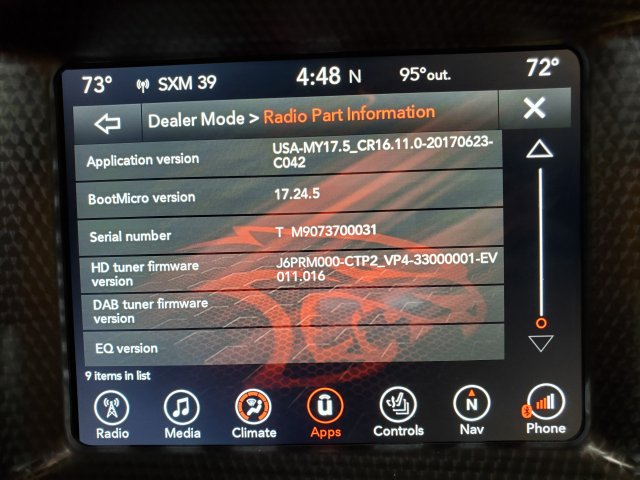 73° SXM 39 4:48 N 95°out. 72°
Dealer Mode > Radio Part Information
Application version
USA-MY17.5_CR16.11.0-20170623-
C042
BootMicro version
17.24.5
Serial number
T M9073700031
HD tuner firmware
version
J6PRM000-CTP2_VP4-33000001-EV
011.016
DAB tuner firmware
version
EQ version
9 items in list
Radio Media Climate Apps Controls Nav Phone
N